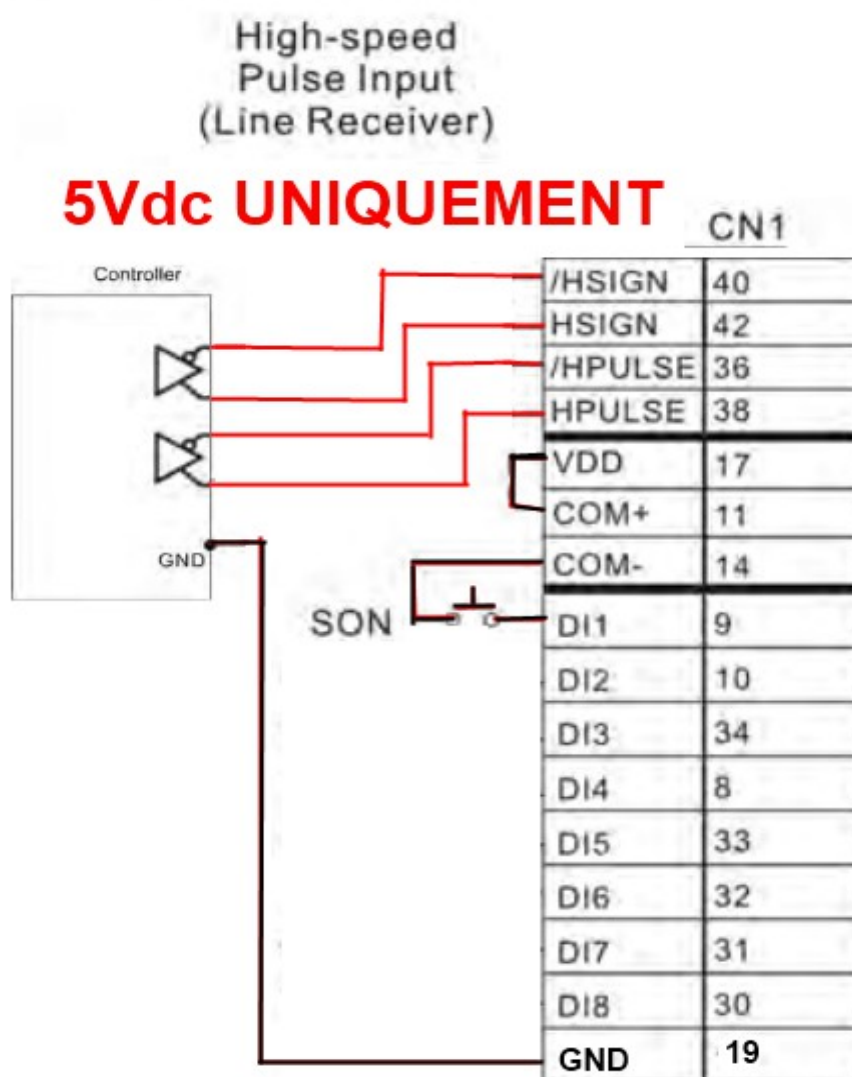 High-speed
Pulse Input
(Line Receiver)
5Vdc UNIQUEMENT
CN1
Controller
/HSIGN 40
HSIGN 42
/HPULSE 36
HPULSE 38
VDD 17
COM+ 11
GND
COM- 14
SON
DI1 9
DI2 10
DI3 34
DI4 8
DI5 33
DI6 32
DI7 31
DI8 30
GND 19